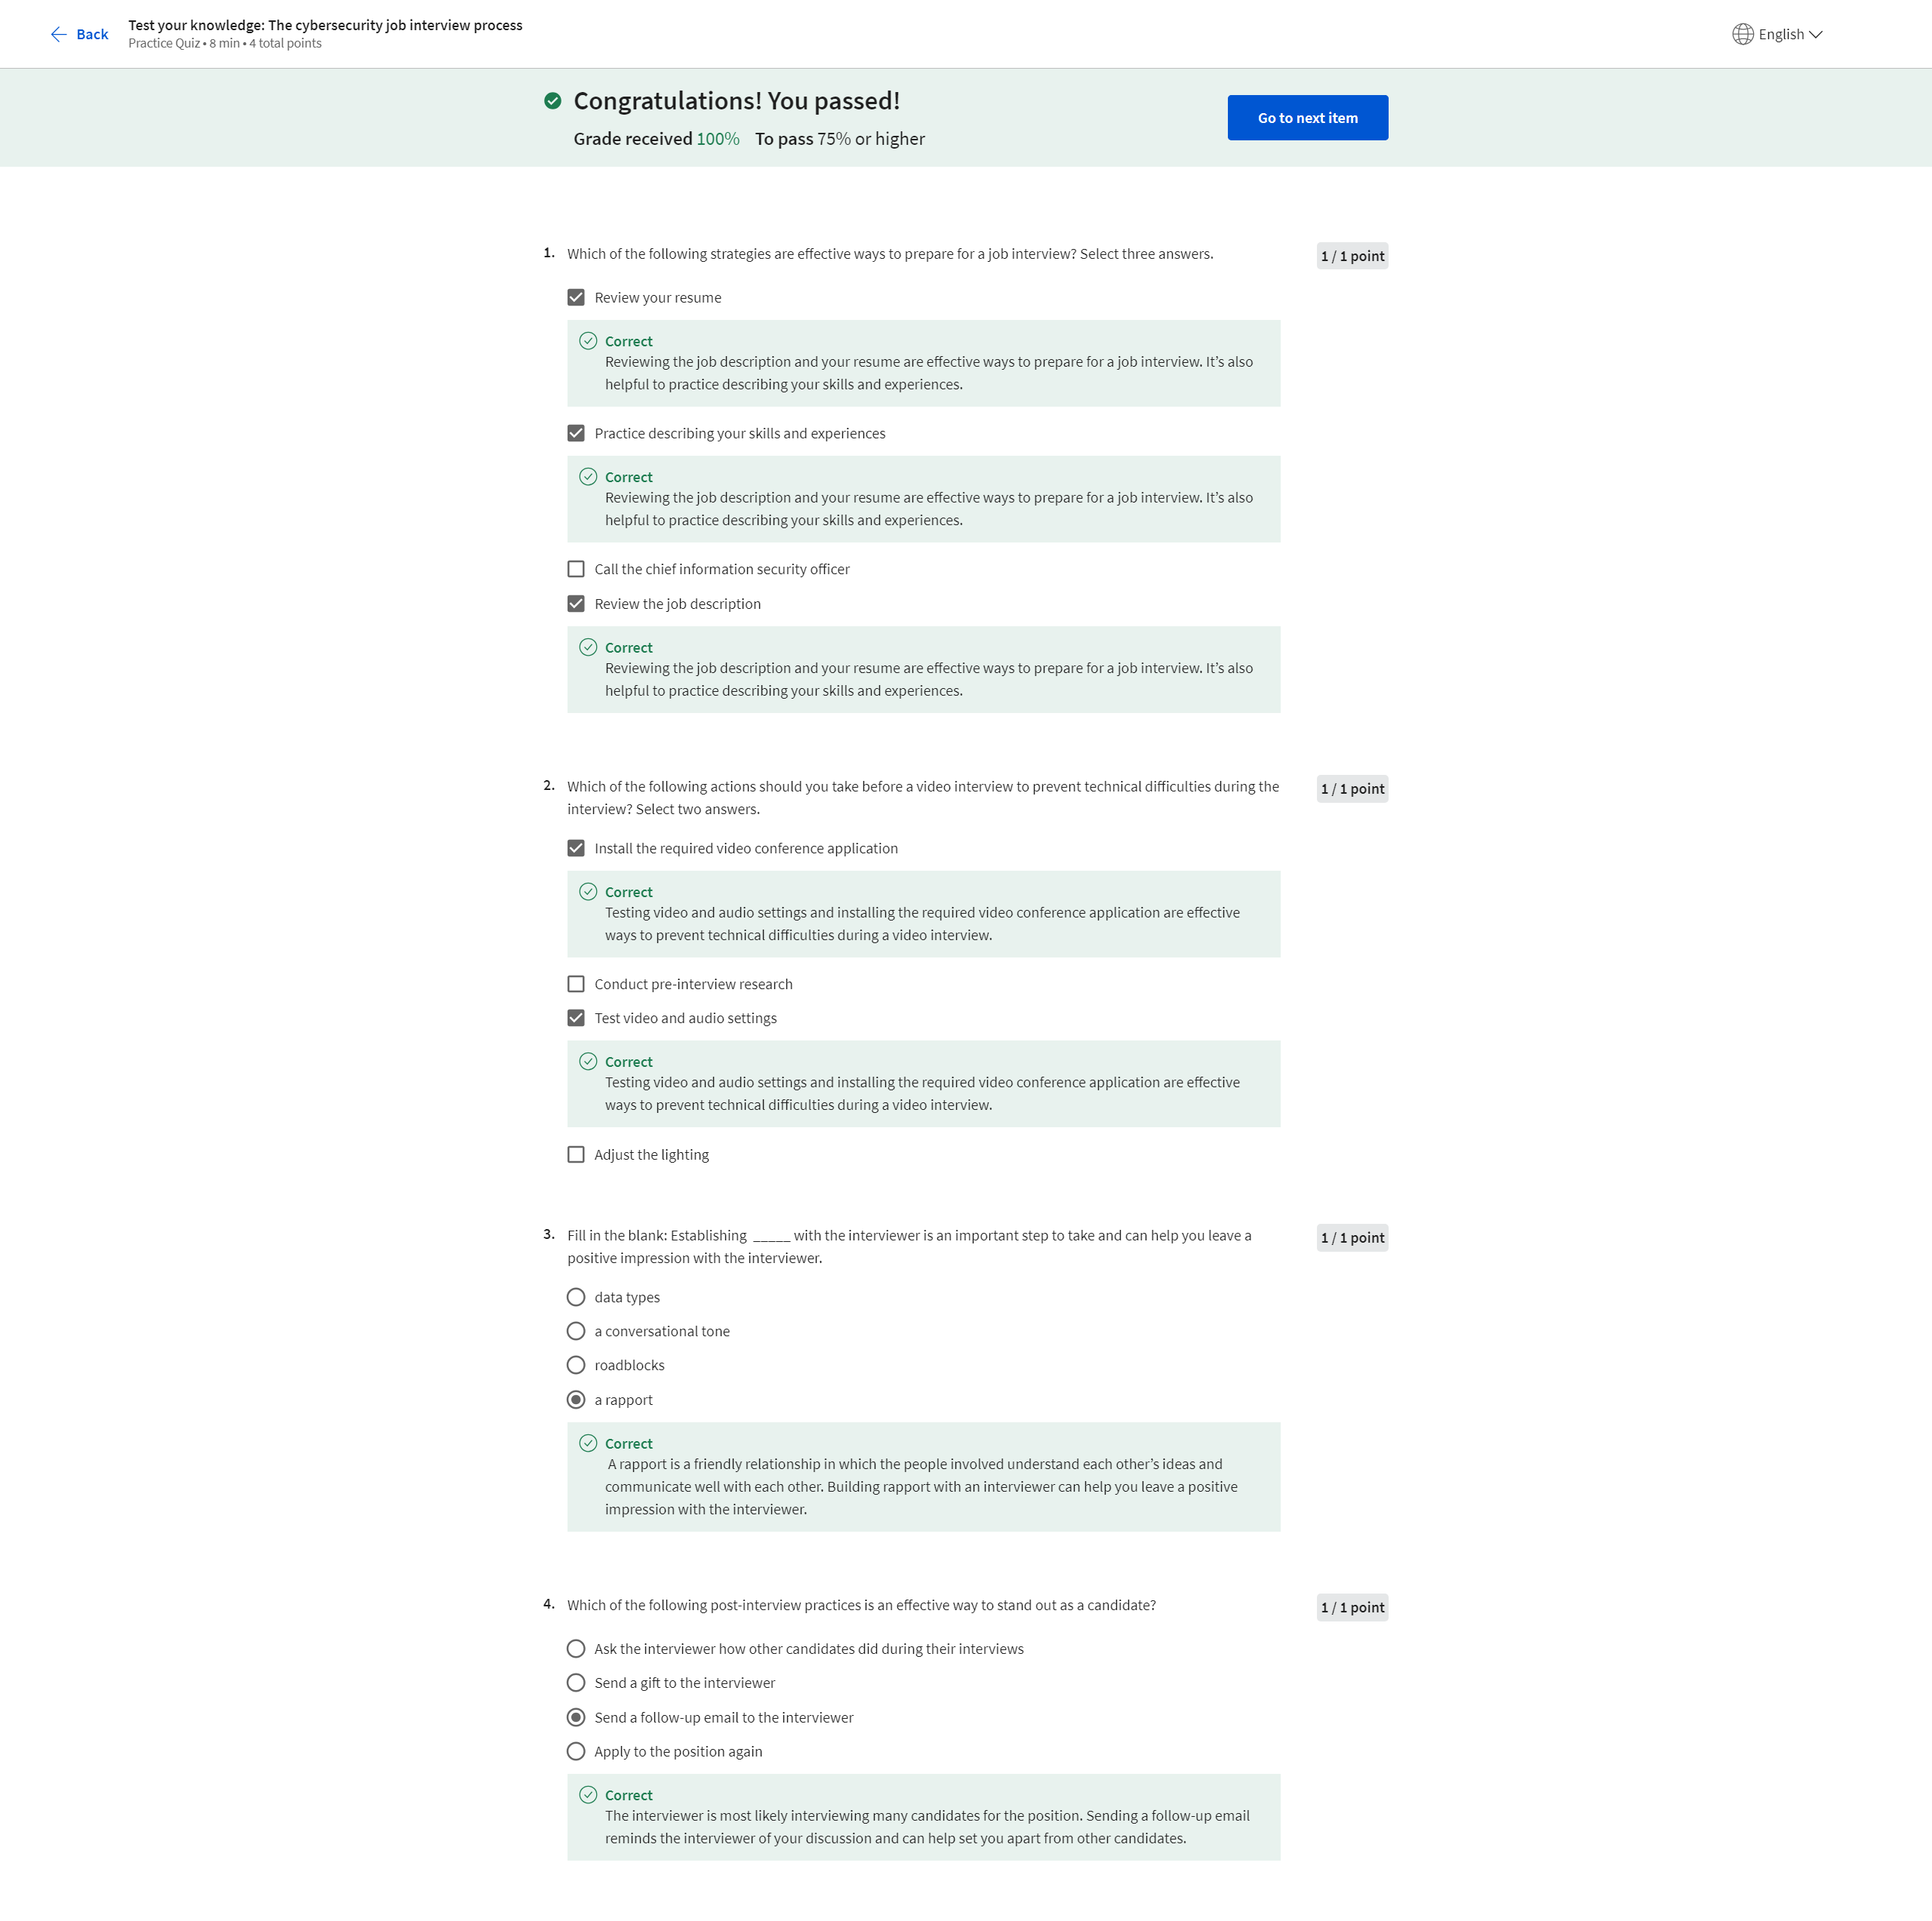 Back
Test your knowledge: The cybersecurity job interview process
Practice Quiz • 8 min • 4 total points
English
Congratulations! You passed!
Grade received 100% To pass 75% or higher
Go to next item
1. Which of the following strategies are effective ways to prepare for a job interview? Select three answers.
1 / 1 point
Review your resume
Correct
Reviewing the job description and your resume are effective ways to prepare for a job interview. It’s also
helpful to practice describing your skills and experiences.
Practice describing your skills and experiences
Correct
Reviewing the job description and your resume are effective ways to prepare for a job interview. It’s also
helpful to practice describing your skills and experiences.
Call the chief information security officer
Review the job description
Correct
Reviewing the job description and your resume are effective ways to prepare for a job interview. It’s also
helpful to practice describing your skills and experiences.
2. Which of the following actions should you take before a video interview to prevent technical difficulties during the
interview? Select two answers.
1 / 1 point
Install the required video conference application
Correct
Testing video and audio settings and installing the required video conference application are effective
ways to prevent technical difficulties during a video interview.
Conduct pre-interview research
Test video and audio settings
Correct
Testing video and audio settings and installing the required video conference application are effective
ways to prevent technical difficulties during a video interview.
Adjust the lighting
3. Fill in the blank: Establishing _____ with the interviewer is an important step to take and can help you leave a
positive impression with the interviewer.
1 / 1 point
data types
a conversational tone
roadblocks
a rapport
Correct
A rapport is a friendly relationship in which the people involved understand each other’s ideas and
communicate well with each other. Building rapport with an interviewer can help you leave a positive
impression with the interviewer.
4. Which of the following post-interview practices is an effective way to stand out as a candidate?
1 / 1 point
Ask the interviewer how other candidates did during their interviews
Send a gift to the interviewer
Send a follow-up email to the interviewer
Apply to the position again
Correct
The interviewer is most likely interviewing many candidates for the position. Sending a follow-up email
reminds the interviewer of your discussion and can help set you apart from other candidates.